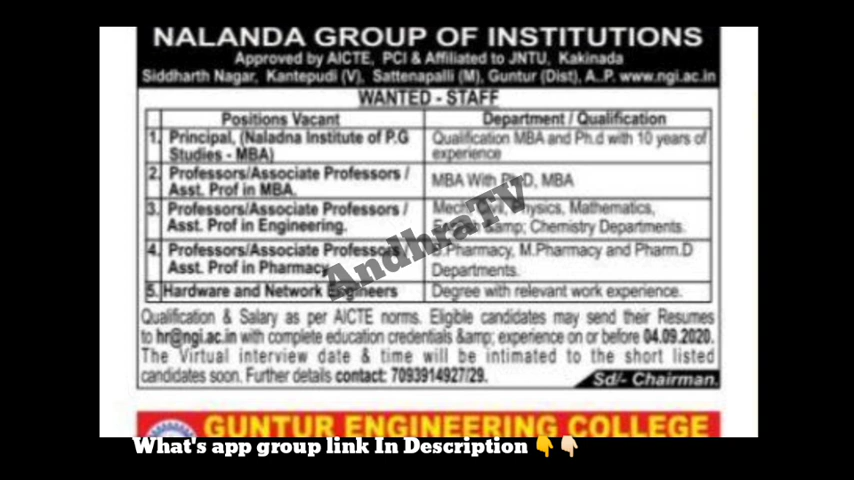 NALANDA GROUP OF INSTITUTIONS
Approved by AICTE, PCI & Affiliated to JNTU, Kakinada
Siddharth Nagar, Kantepudi (V), Sattenapalli (M), Guntur (Dist), A..P. www.ngi.ac.in
WANTED - STAFF
Positions Vacant Department / Qualification
1. Principal, (Naladna Institute of P.G Studies - MBA) Qualification MBA and Ph.d with 10 years of experience
2. Professors/Associate Professors / Asst. Prof in MBA. MBA With Ph.D, MBA
3. Professors/Associate Professors / Asst. Prof in Engineering. Mech, Civil, Physics, Mathematics, English &amp; Chemistry Departments.
4. Professors/Associate Professors / Asst. Prof in Pharmacy B.Pharmacy, M.Pharmacy and Pharm.D Departments.
5. Hardware and Network Engineers Degree with relevant work experience.
AndhraTV
Qualification & Salary as per AICTE norms. Eligible candidates may send their Resumes
to hr@ngi.ac.in with complete education credentials &amp; experience on or before 04.09.2020.
The Virtual interview date & time will be intimated to the short listed
candidates soon. Further details contact: 7093914927/29.
Sd/- Chairman.
GUNTUR ENGINEERING COLLEGE
What's app group link In Description 👇👇🏻